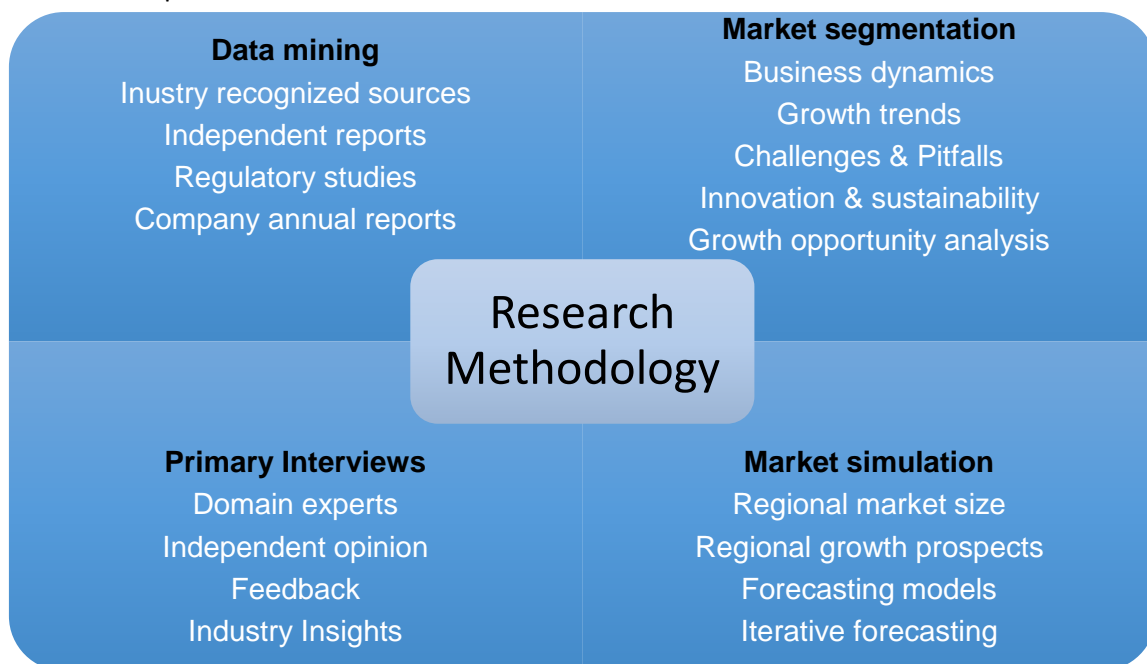 Data mining
Inustry recognized sources
Independent reports
Regulatory studies
Company annual reports
Market segmentation
Business dynamics
Growth trends
Challenges & Pitfalls
Innovation & sustainability
Growth opportunity analysis
Research
Methodology
Primary Interviews
Domain experts
Independent opinion
Feedback
Industry Insights
Market simulation
Regional market size
Regional growth prospects
Forecasting models
Iterative forecasting